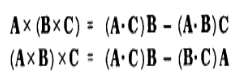 A×(B×C) = (A·C)B − (A·B)C
(A×B)×C = (A·C)B − (B·C)A